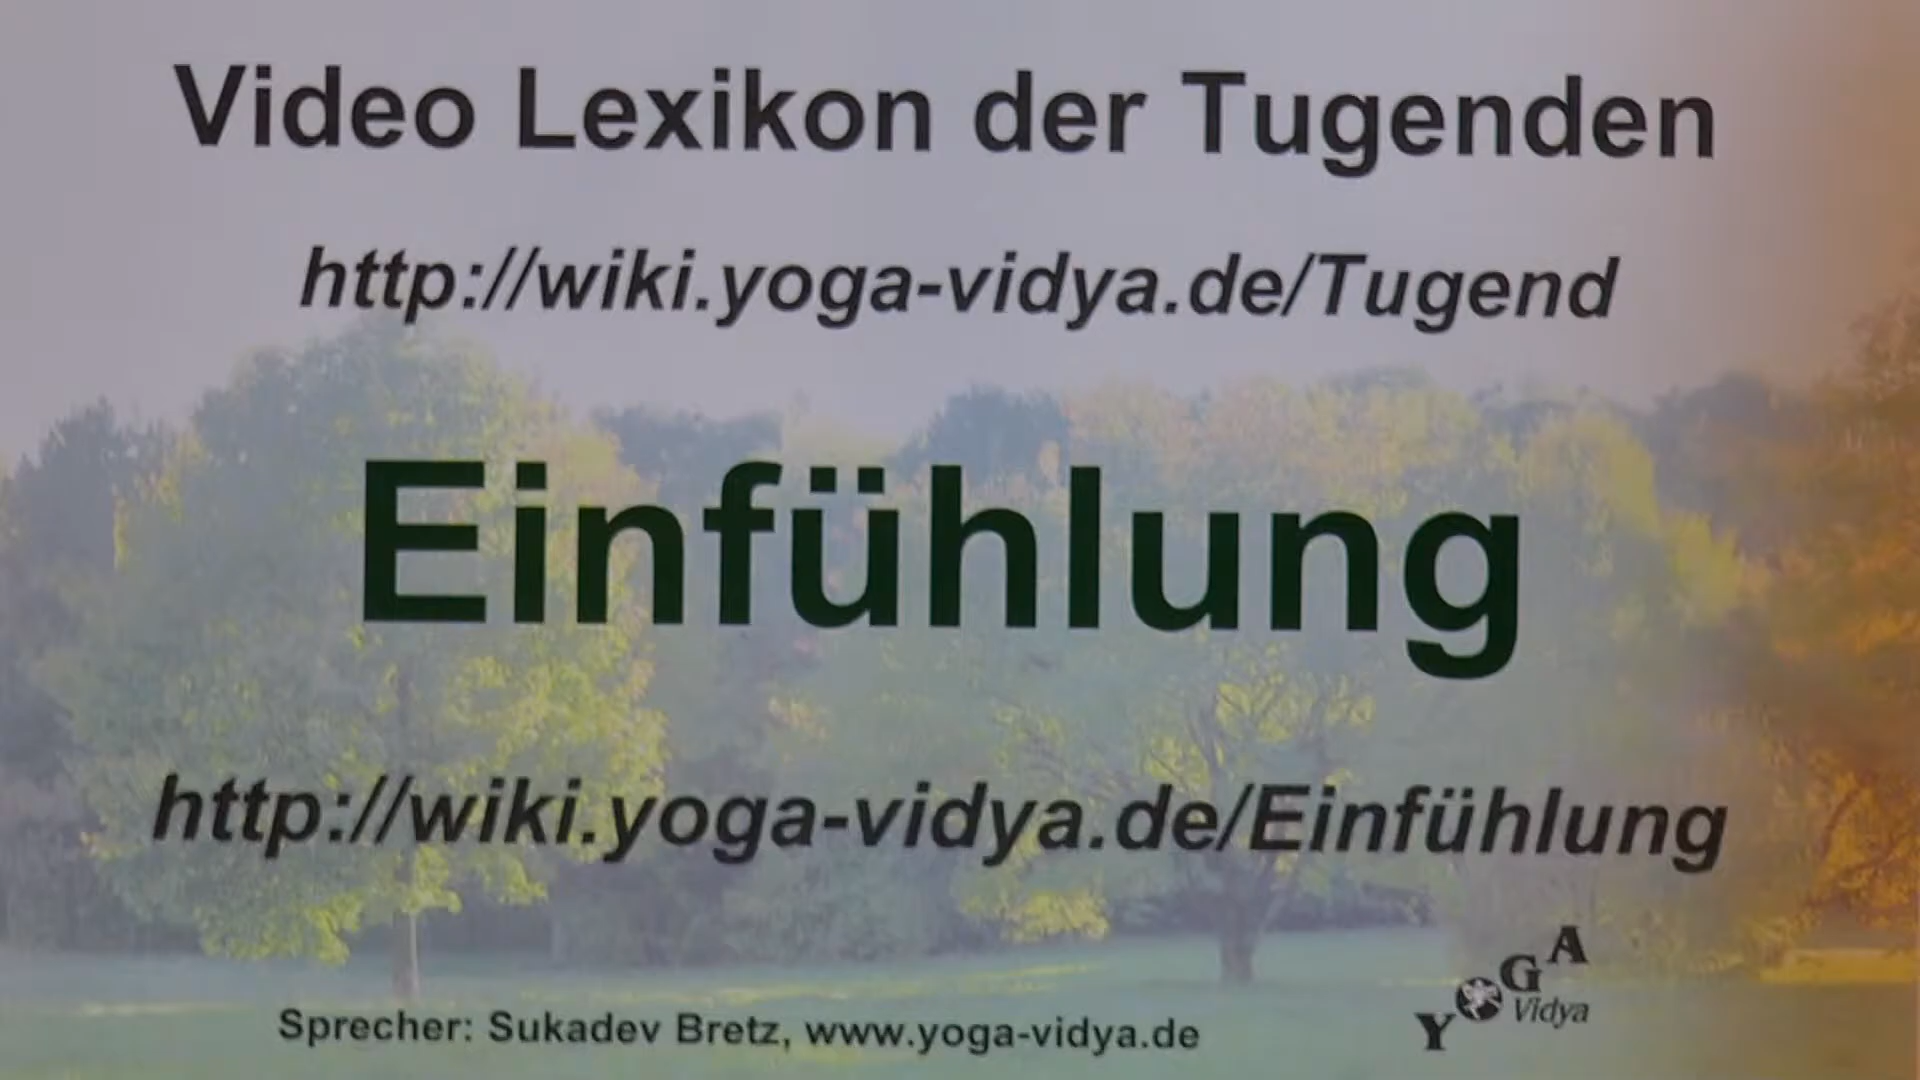 Video Lexikon der Tugenden
http://wiki.yoga-vidya.de/Tugend
Einfühlung
http://wiki.yoga-vidya.de/Einfühlung
Sprecher: Sukadev Bretz, www.yoga-vidya.de
YOGA
Vidya